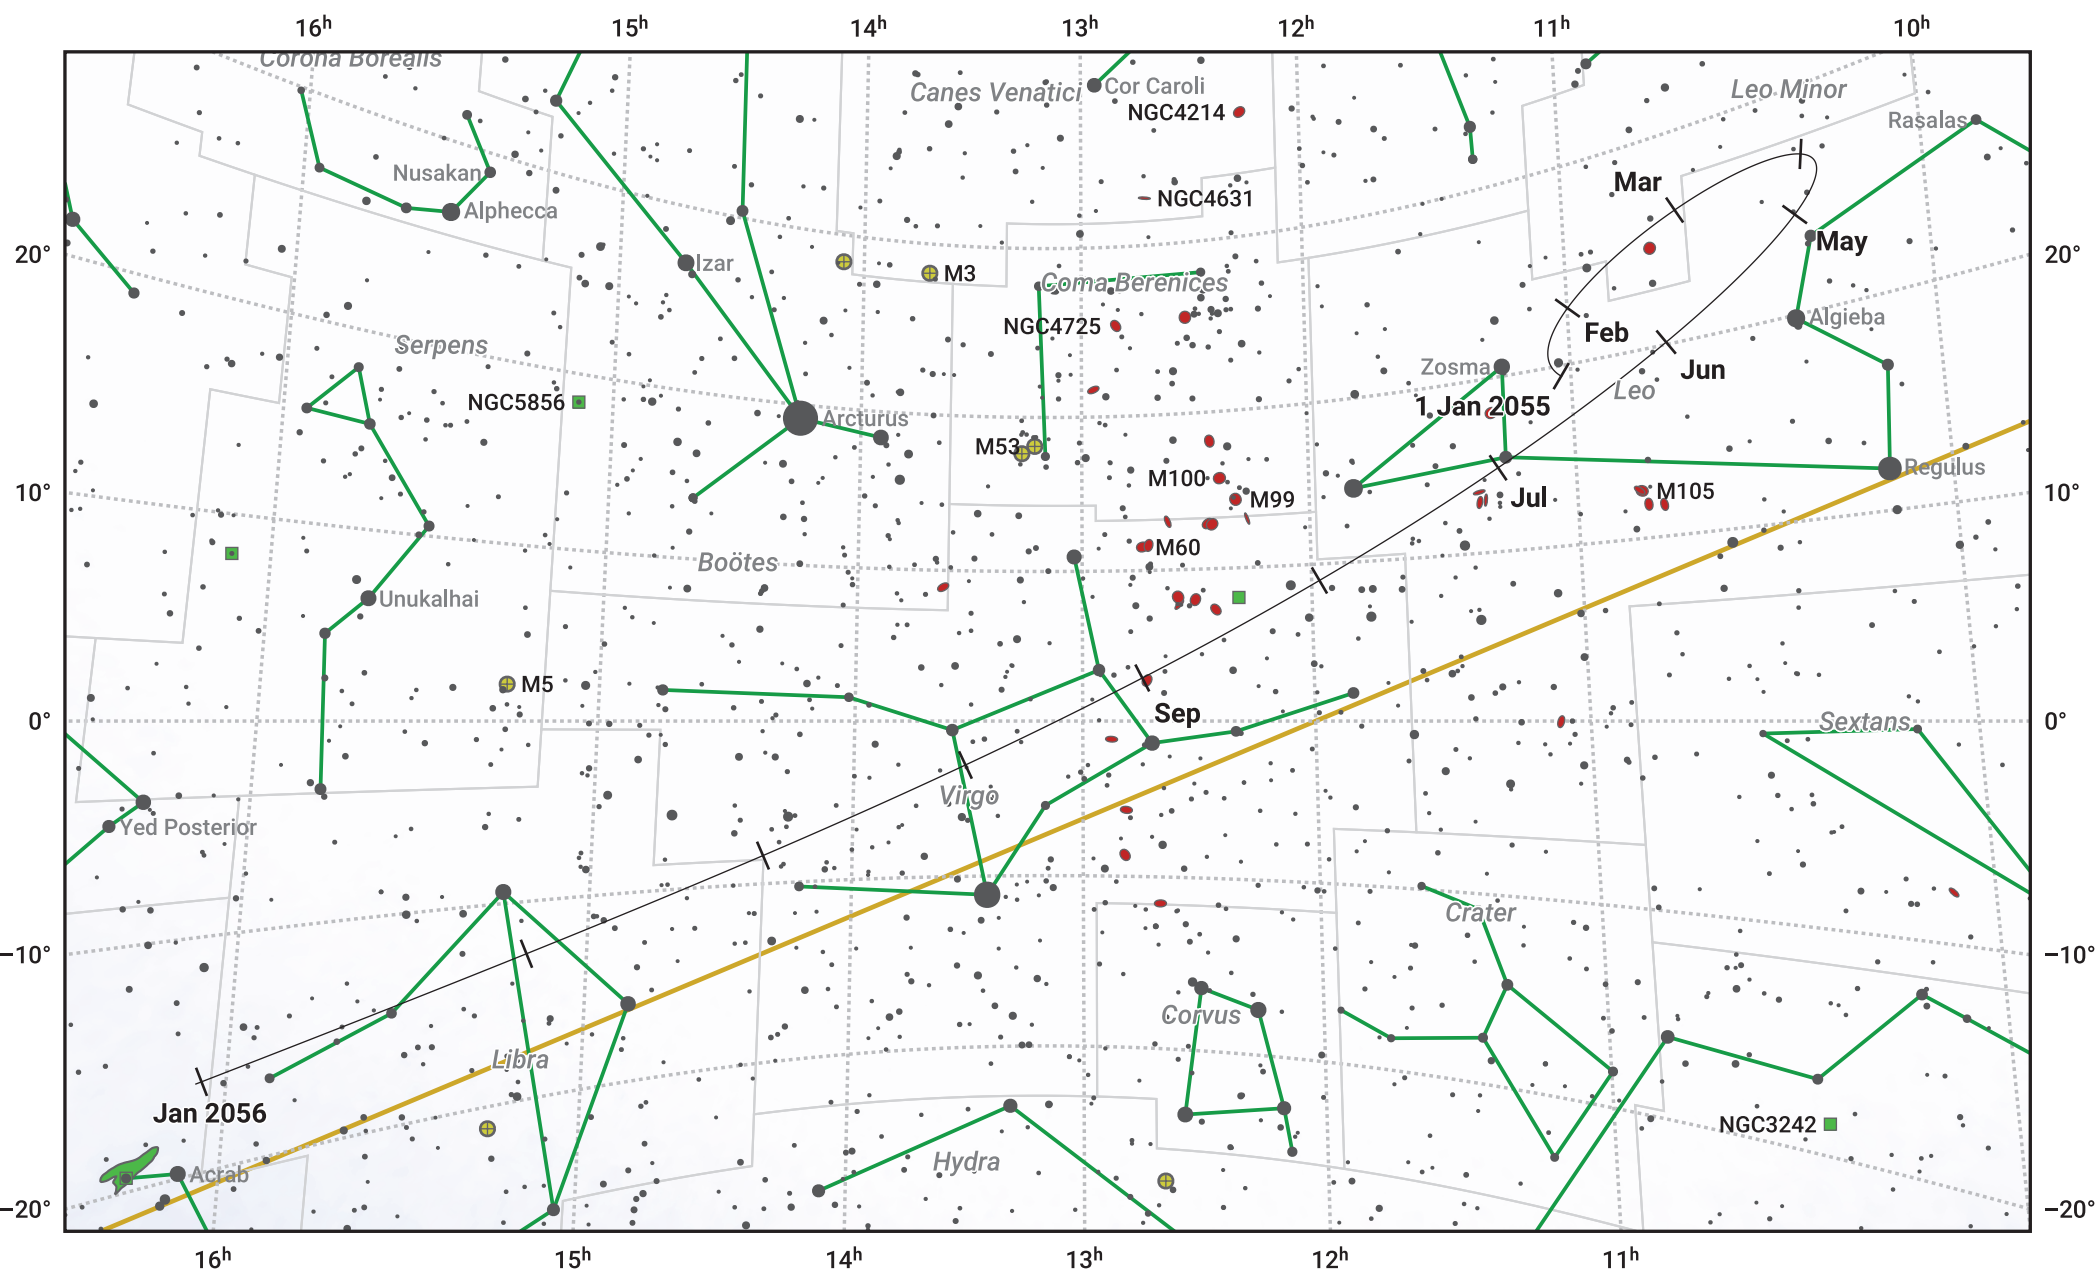 16ʰ 15ʰ 14ʰ 13ʰ 12ʰ 11ʰ 10ʰ
Corona Borealis
Canes Venatici
Cor Caroli
Leo Minor
NGC4214
Rasalas
Nusakan
Mar
NGC4631
Alphecca
May
20°
Izar
M3
20°
Coma Berenices
Algieba
NGC4725
Feb
Serpens
Zosma
Jun
Leo
NGC5856
1 Jan 2055
Arcturus
M53
Regulus
M100
10°
M99
Jul
M105
10°
M60
Boötes
Unukalhai
M5
Sep
0°
Sextans
0°
Virgo
Yed Posterior
Crater
−10°
−10°
Corvus
Libra
Jan 2056
NGC3242
Hydra
Acrab
−20°
−20°
16ʰ 15ʰ 14ʰ 13ʰ 12ʰ 11ʰ